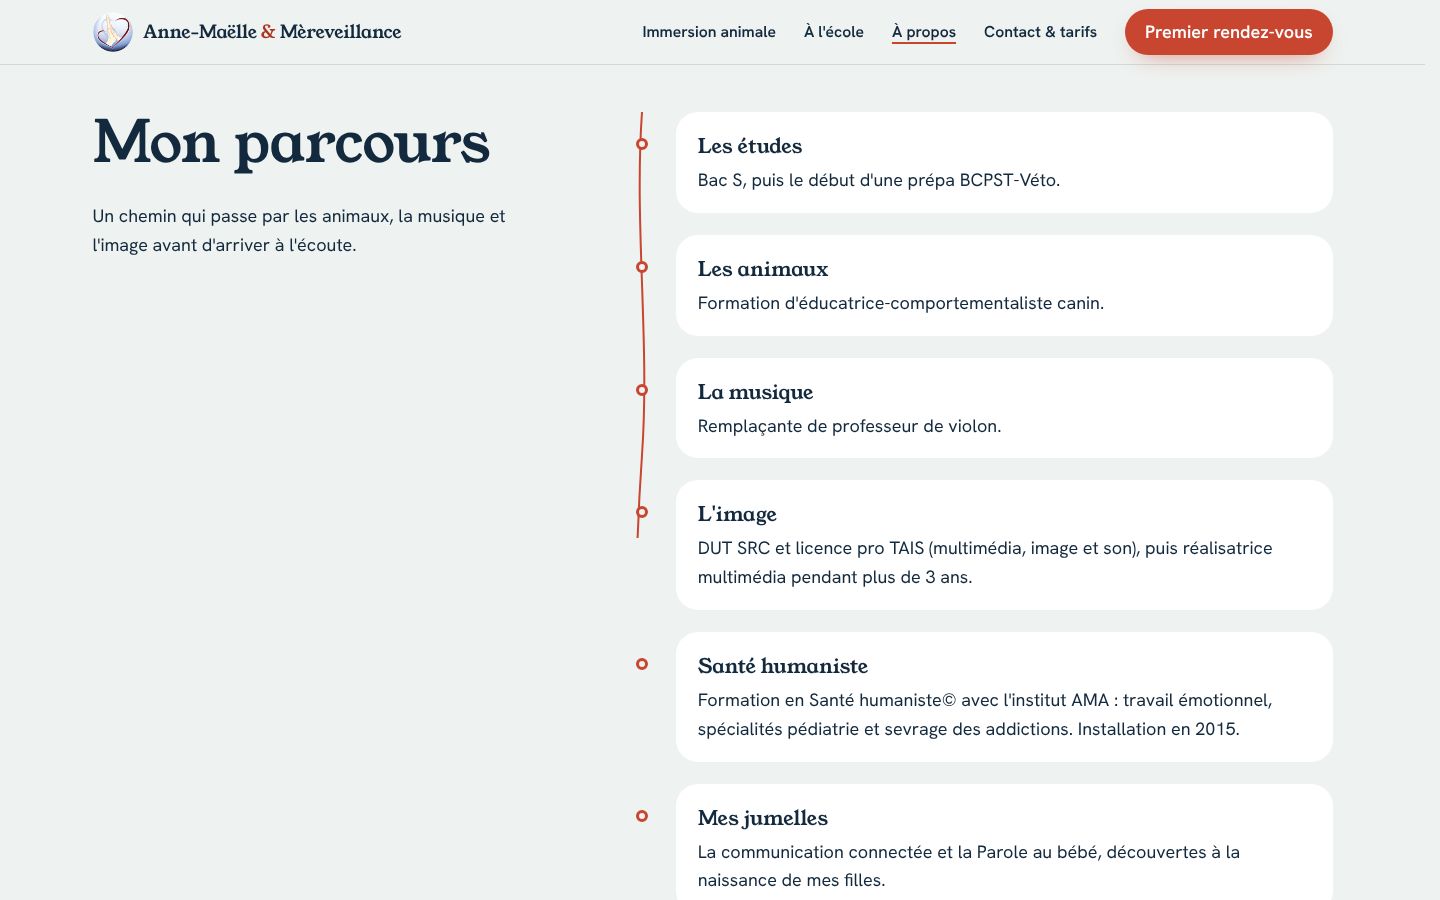 Anne-Maëlle & Mèreveillance
Immersion animale
À l'école
À propos
Contact & tarifs
Premier rendez-vous
Mon parcours
Un chemin qui passe par les animaux, la musique et
l'image avant d'arriver à l'écoute.
Les études
Bac S, puis le début d'une prépa BCPST-Véto.
Les animaux
Formation d'éducatrice-comportementaliste canin.
La musique
Remplaçante de professeur de violon.
L'image
DUT SRC et licence pro TAIS (multimédia, image et son), puis réalisatrice
multimédia pendant plus de 3 ans.
Santé humaniste
Formation en Santé humaniste© avec l'institut AMA : travail émotionnel,
spécialités pédiatrie et sevrage des addictions. Installation en 2015.
Mes jumelles
La communication connectée et la Parole au bébé, découvertes à la
naissance de mes filles.